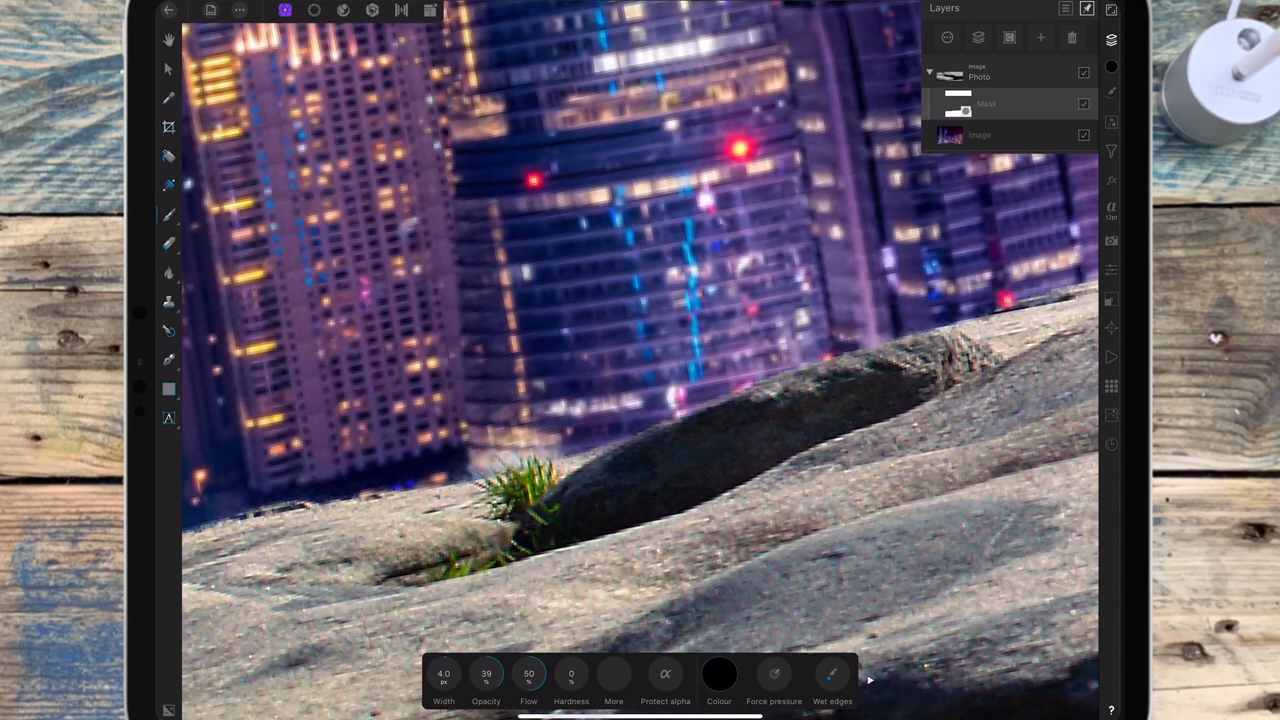 Layers
Image
Photo
Mask
Image
a
12pt
4.0
px
39
%
50
%
0
%
α
Width
Opacity
Flow
Hardness
More
Protect alpha
Colour
Force pressure
Wet edges
A
?